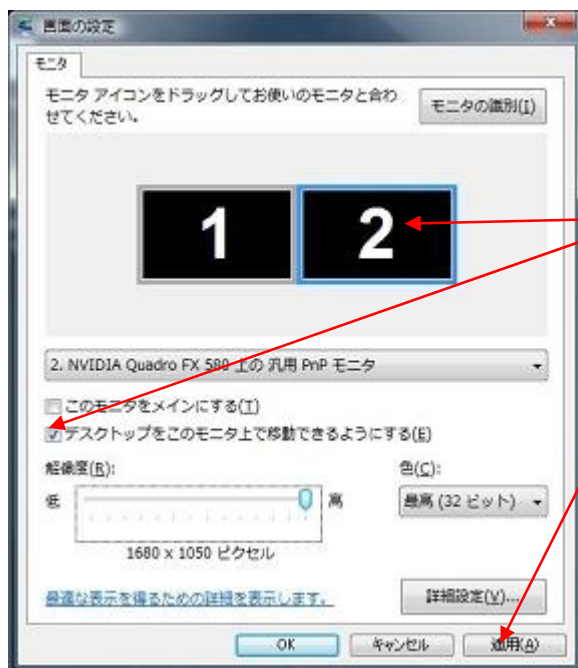 画面の設定
モニタ
モニタ アイコンをドラッグしてお使いのモニタと合わ
せてください。
モニタの識別(I)
1 2
2. NVIDIA Quadro FX 580 上の 汎用 PnP モニタ
このモニタをメインにする(T)
デスクトップをこのモニタ上で移動できるようにする(E)
解像度(R):
色(C):
低 高
最高 (32 ビット)
1680 x 1050 ピクセル
最適な表示を得るための詳細を表示します。
詳細設定(V)...
OK キャンセル 適用(A)